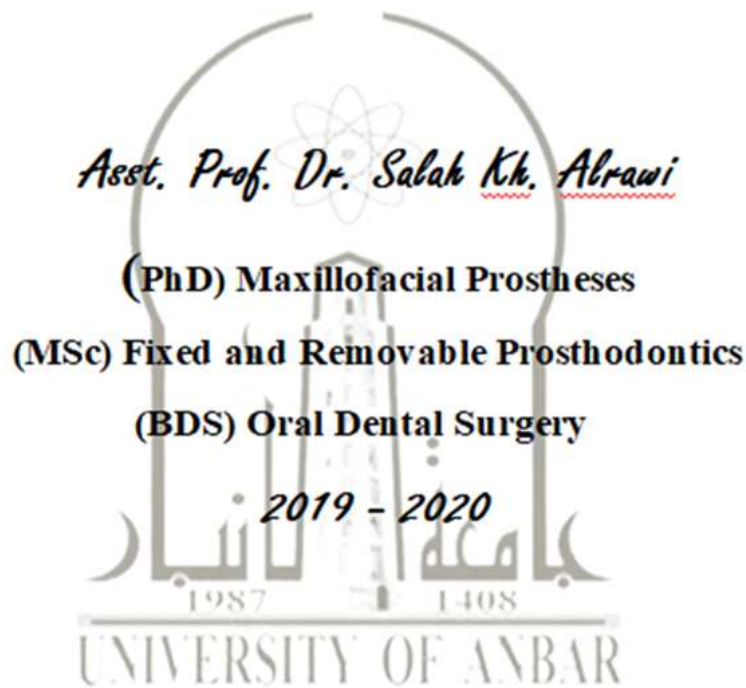 Asst. Prof. Dr. Salah Kh. Alrawi
(PhD) Maxillofacial Prostheses
(MSc) Fixed and Removable Prosthodontics
(BDS) Oral Dental Surgery
2019 – 2020
جامعة الانبار
1987 1408
UNIVERSITY OF ANBAR